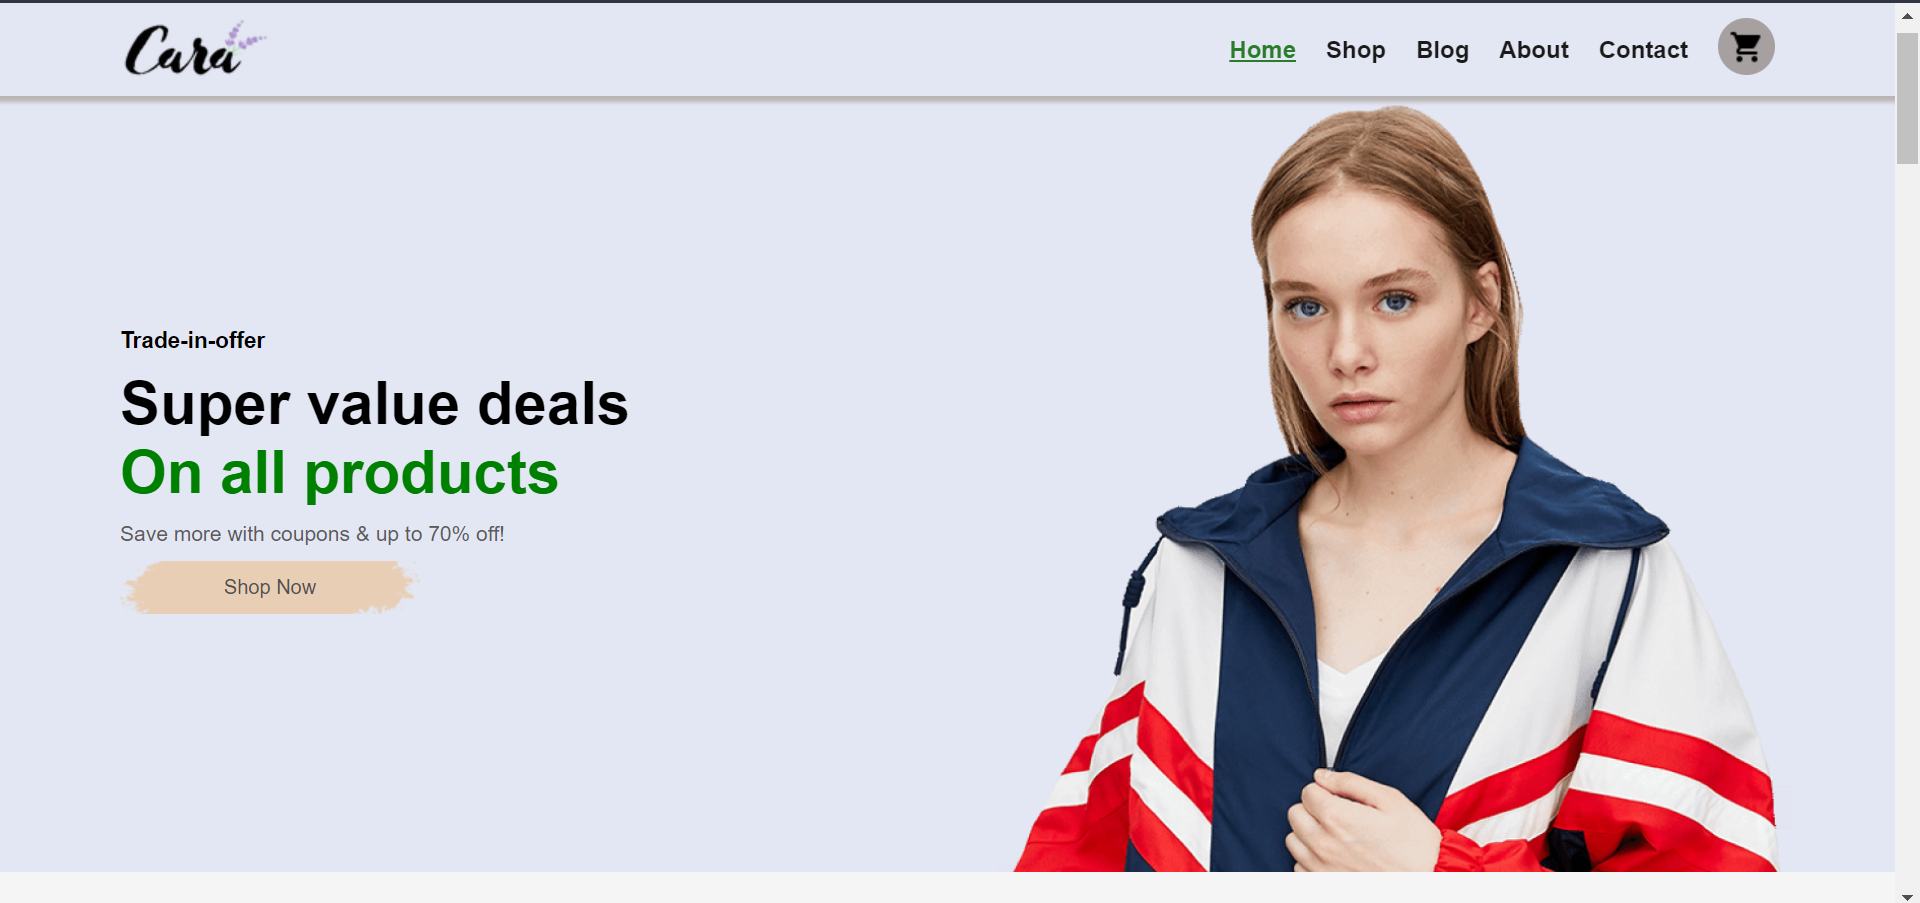 Cara
Home Shop Blog About Contact
Trade-in-offer
Super value deals
On all products
Save more with coupons & up to 70% off!
Shop Now